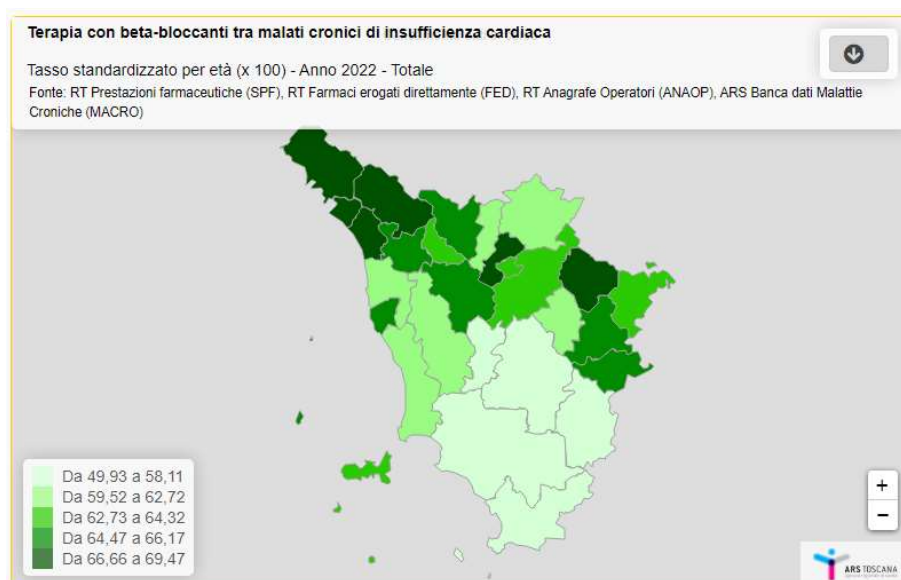 Terapia con beta-bloccanti tra malati cronici di insufficienza cardiaca
Tasso standardizzato per età (x 100) - Anno 2022 - Totale
Fonte: RT Prestazioni farmaceutiche (SPF), RT Farmaci erogati direttamente (FED), RT Anagrafe Operatori (ANAOP), ARS Banca dati Malattie
Croniche (MACRO)
Da 49,93 a 58,11
Da 59,52 a 62,72
Da 62,73 a 64,32
Da 64,47 a 66,17
Da 66,66 a 69,47
+
−
ARS TOSCANA